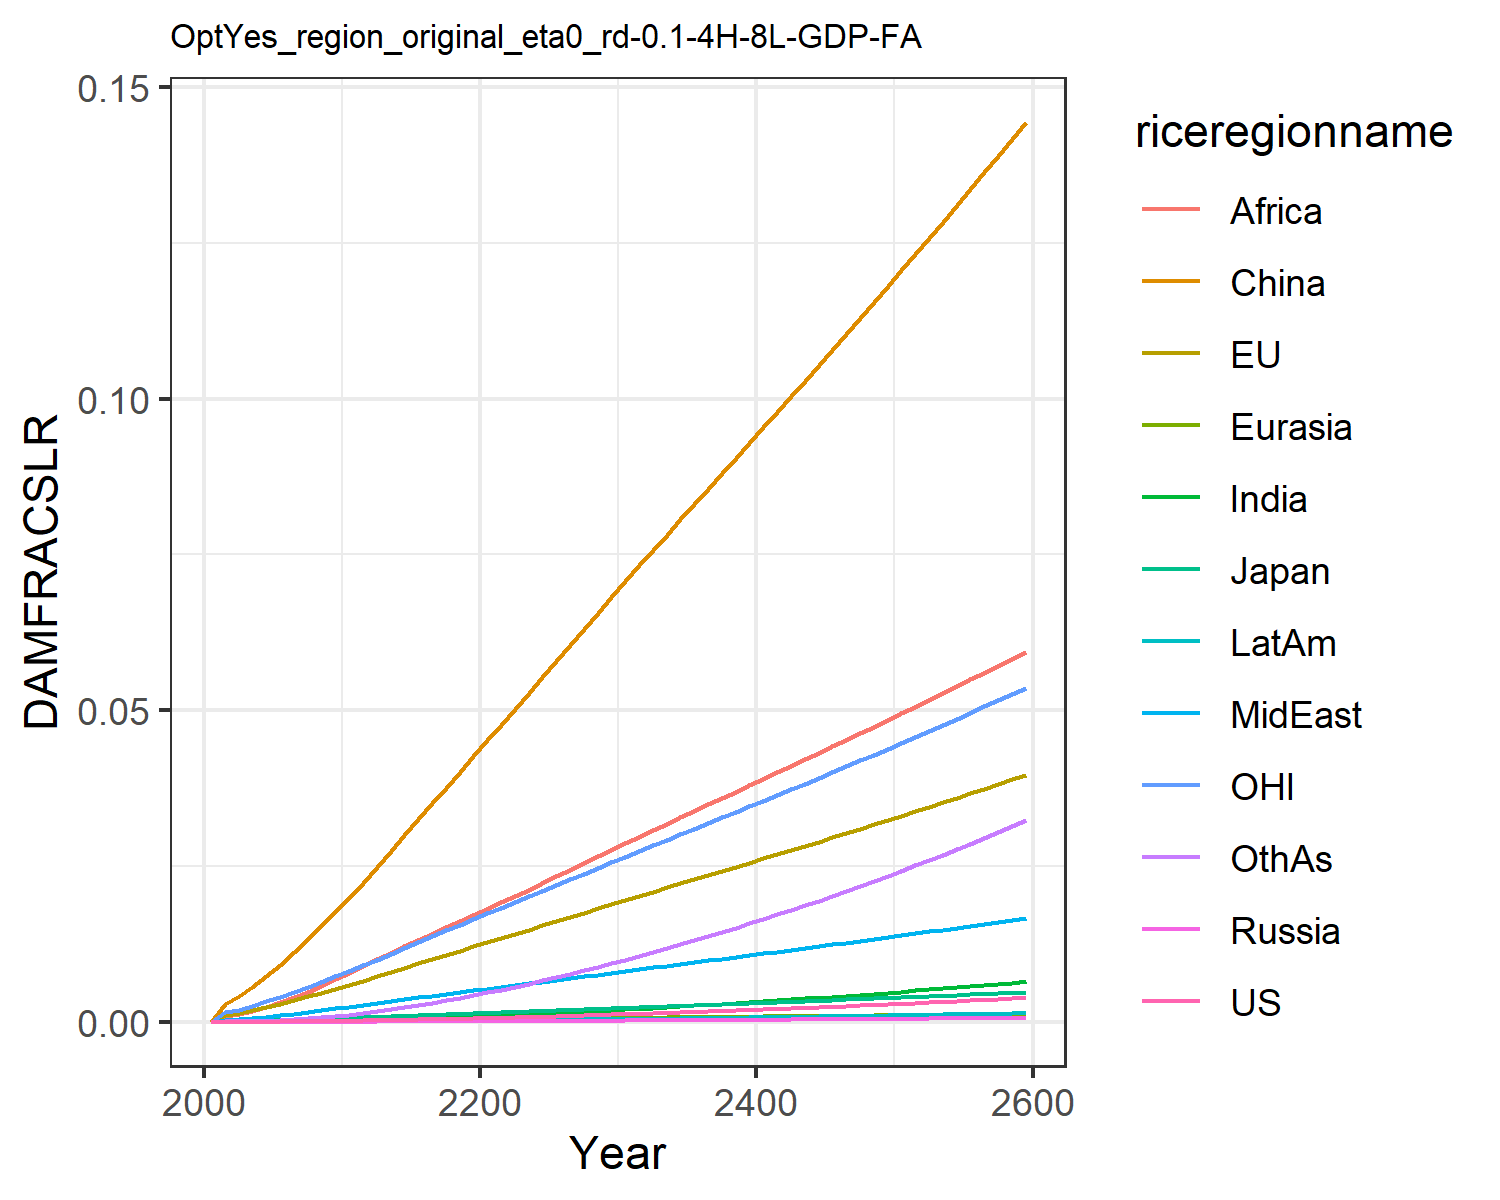 OptYes_region_original_eta0_rd-0.1-4H-8L-GDP-FA
0.15
0.10
0.05
0.00
DAMFRACSLR
2000 2200 2400 2600
Year
riceregionname
Africa
China
EU
Eurasia
India
Japan
LatAm
MidEast
OHI
OthAs
Russia
US